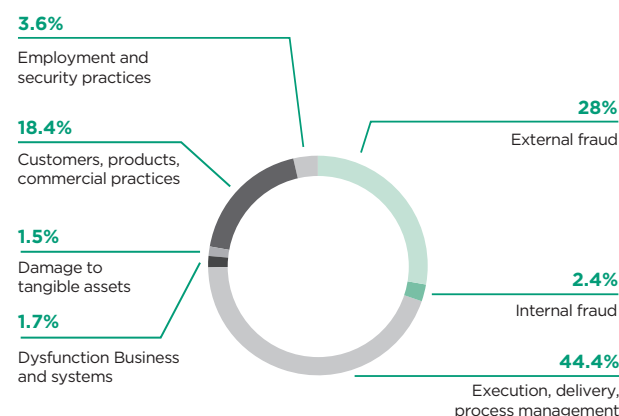 3.6%
Employment and
security practices
18.4%
Customers, products,
commercial practices
1.5%
Damage to
tangible assets
1.7%
Dysfunction Business
and systems
28%
External fraud
2.4%
Internal fraud
44.4%
Execution, delivery,
process management